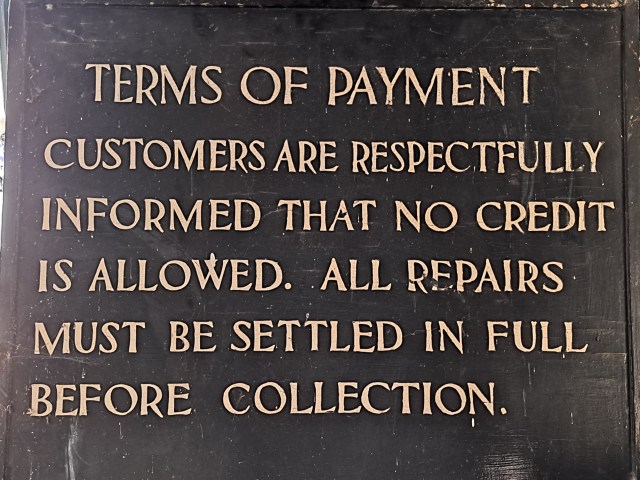 TERMS OF PAYMENT
CUSTOMERS ARE RESPECTFULLY
INFORMED THAT NO CREDIT
IS ALLOWED. ALL REPAIRS
MUST BE SETTLED IN FULL
BEFORE COLLECTION.